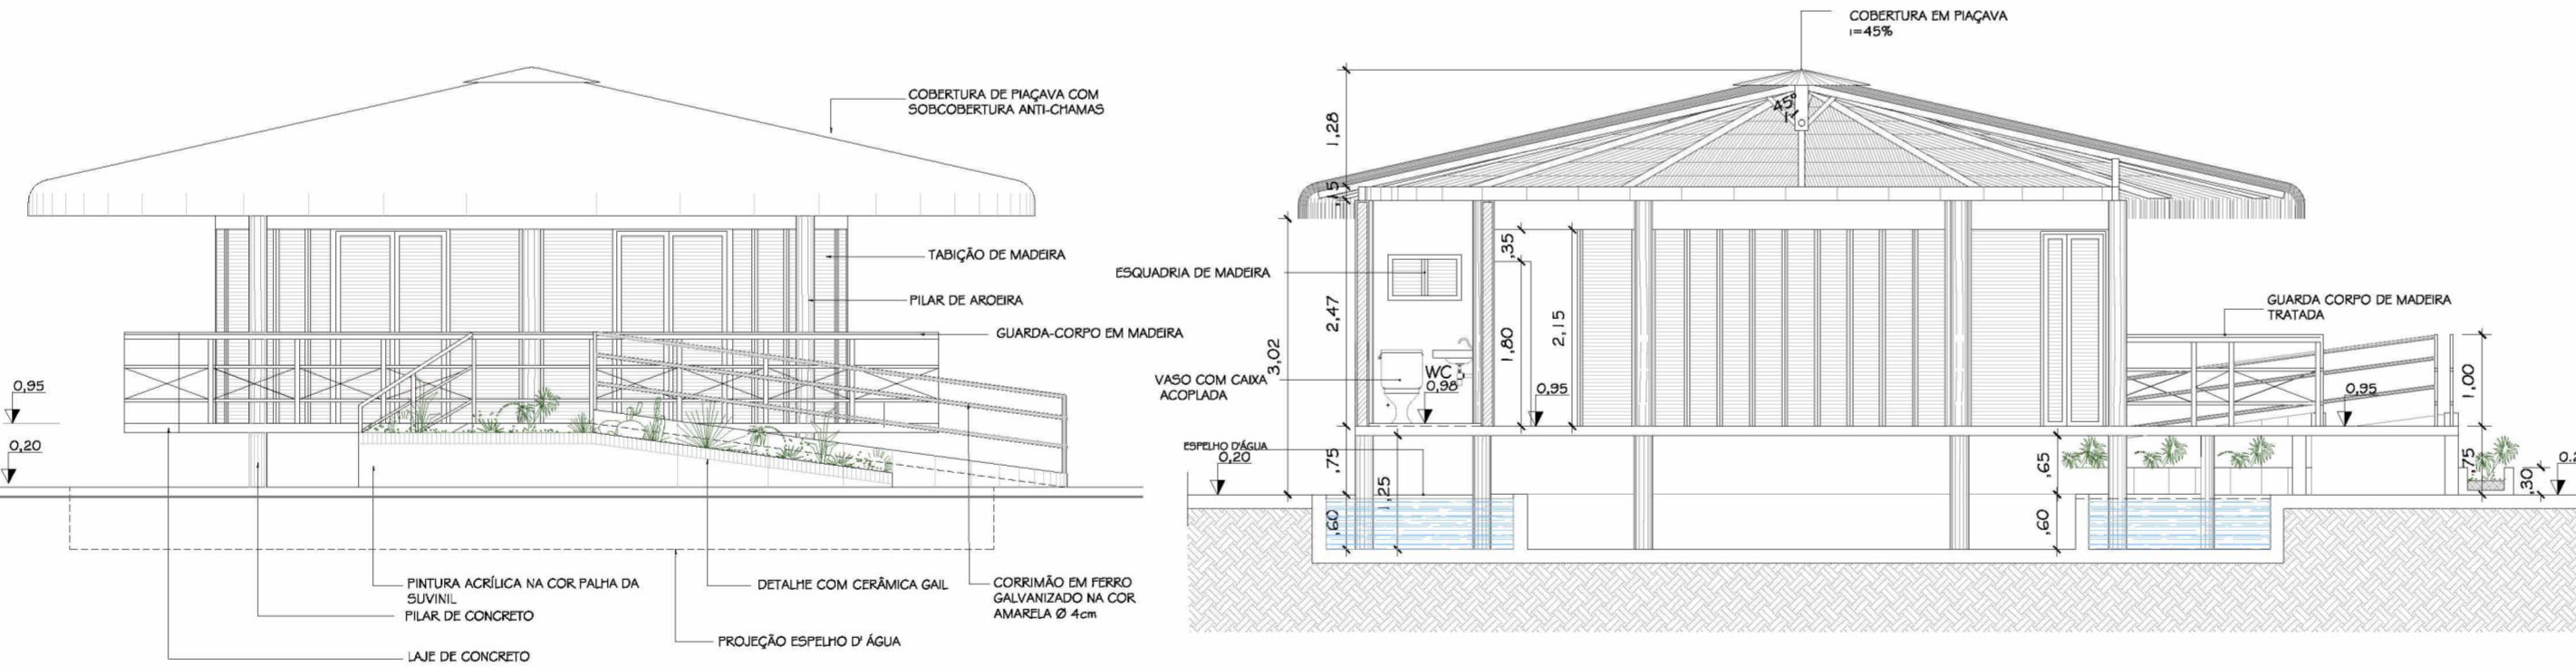 COBERTURA DE PIAÇAVA COM
SOBCOBERTURA ANTI-CHAMAS
TABIÇÃO DE MADEIRA
PILAR DE AROEIRA
GUARDA-CORPO EM MADEIRA
0,95
0,20
PINTURA ACRÍLICA NA COR PALHA DA
SUVINIL
PILAR DE CONCRETO
LAJE DE CONCRETO
DETALHE COM CERÂMICA GAIL
PROJEÇÃO ESPELHO D' ÁGUA
CORRIMÃO EM FERRO
GALVANIZADO NA COR
AMARELA Ø 4cm
COBERTURA EM PIAÇAVA
i=45%
45°
1,28
,15
2,47
3,02
ESQUADRIA DE MADEIRA
VASO COM CAIXA
ACOPLADA
WC
0,98
,35
1,80
2,15
0,95
ESPELHO D'ÁGUA
0,20
,75
1,25
,60
GUARDA CORPO DE MADEIRA
TRATADA
0,95
1,00
,65
,60
,75
,30